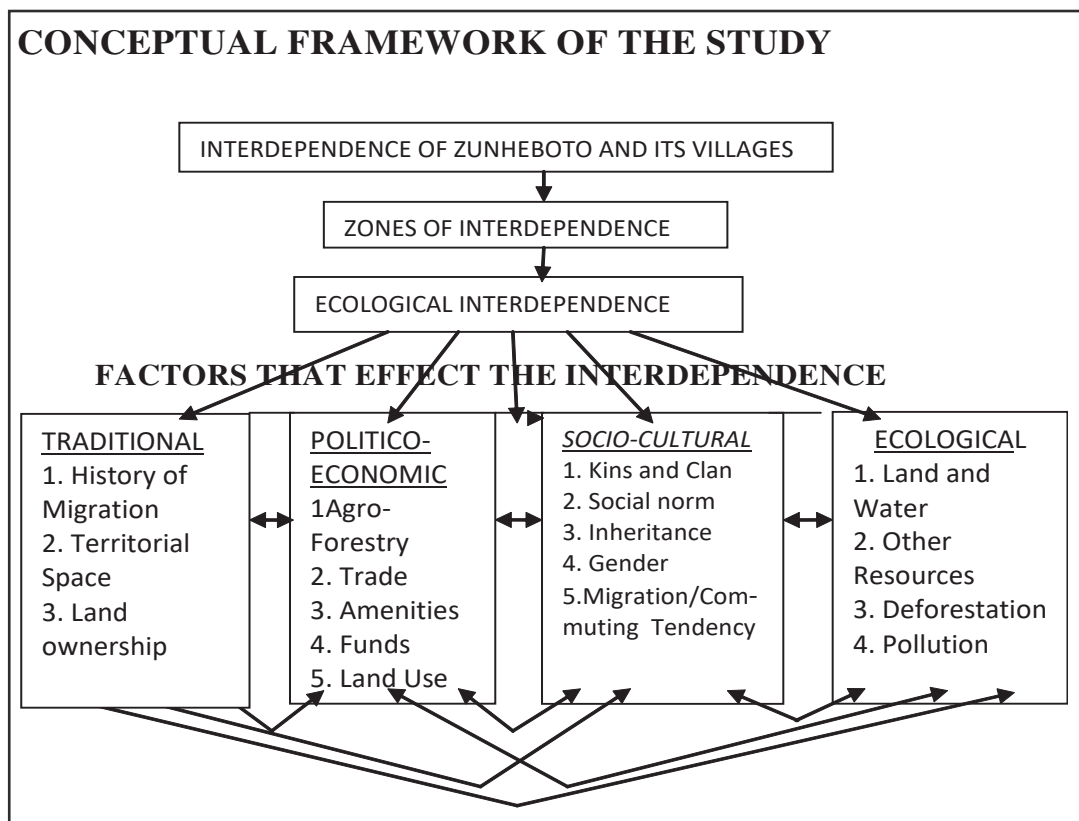 CONCEPTUAL FRAMEWORK OF THE STUDY
INTERDEPENDENCE OF ZUNHEBOTO AND ITS VILLAGES
ZONES OF INTERDEPENDENCE
ECOLOGICAL INTERDEPENDENCE
FACTORS THAT EFFECT THE INTERDEPENDENCE
TRADITIONAL
1. History of
Migration
2. Territorial
Space
3. Land
ownership
POLITICO-
ECONOMIC
1Agro-
Forestry
2. Trade
3. Amenities
4. Funds
5. Land Use
SOCIO-CULTURAL
1. Kins and Clan
2. Social norm
3. Inheritance
4. Gender
5.Migration/Com-
muting Tendency
ECOLOGICAL
1. Land and
Water
2. Other
Resources
3. Deforestation
4. Pollution